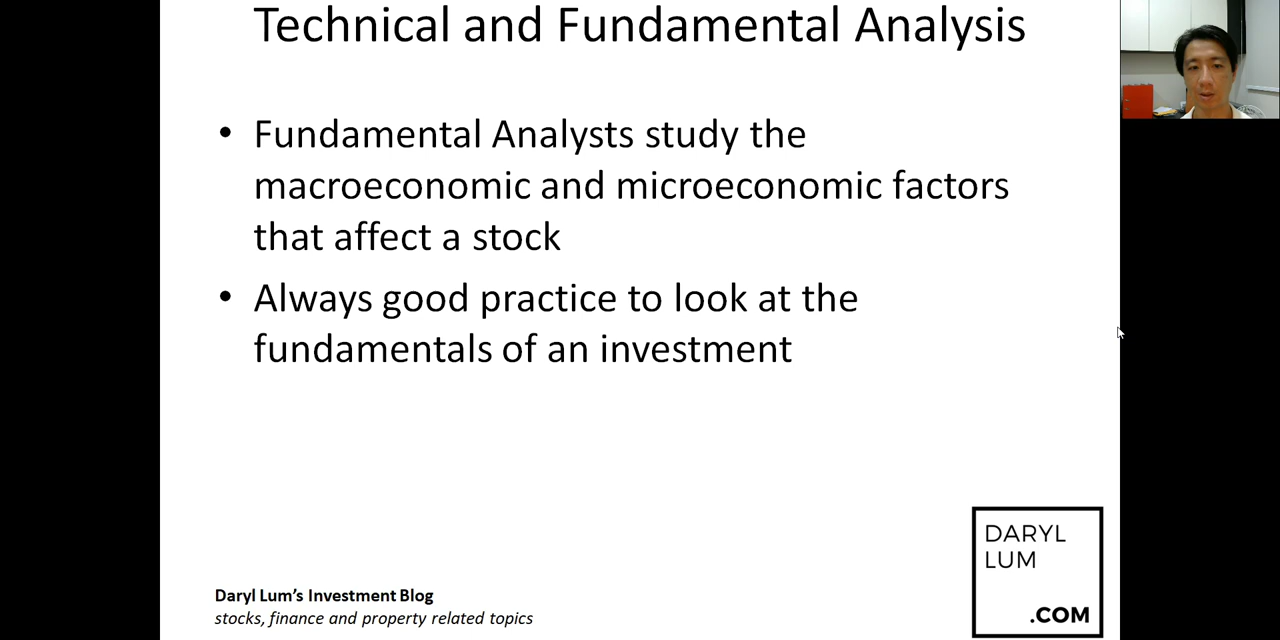 Technical and Fundamental Analysis
• Fundamental Analysts study the
macroeconomic and microeconomic factors
that affect a stock
• Always good practice to look at the
fundamentals of an investment
DARYL
LUM
.COM
Daryl Lum’s Investment Blog
stocks, finance and property related topics